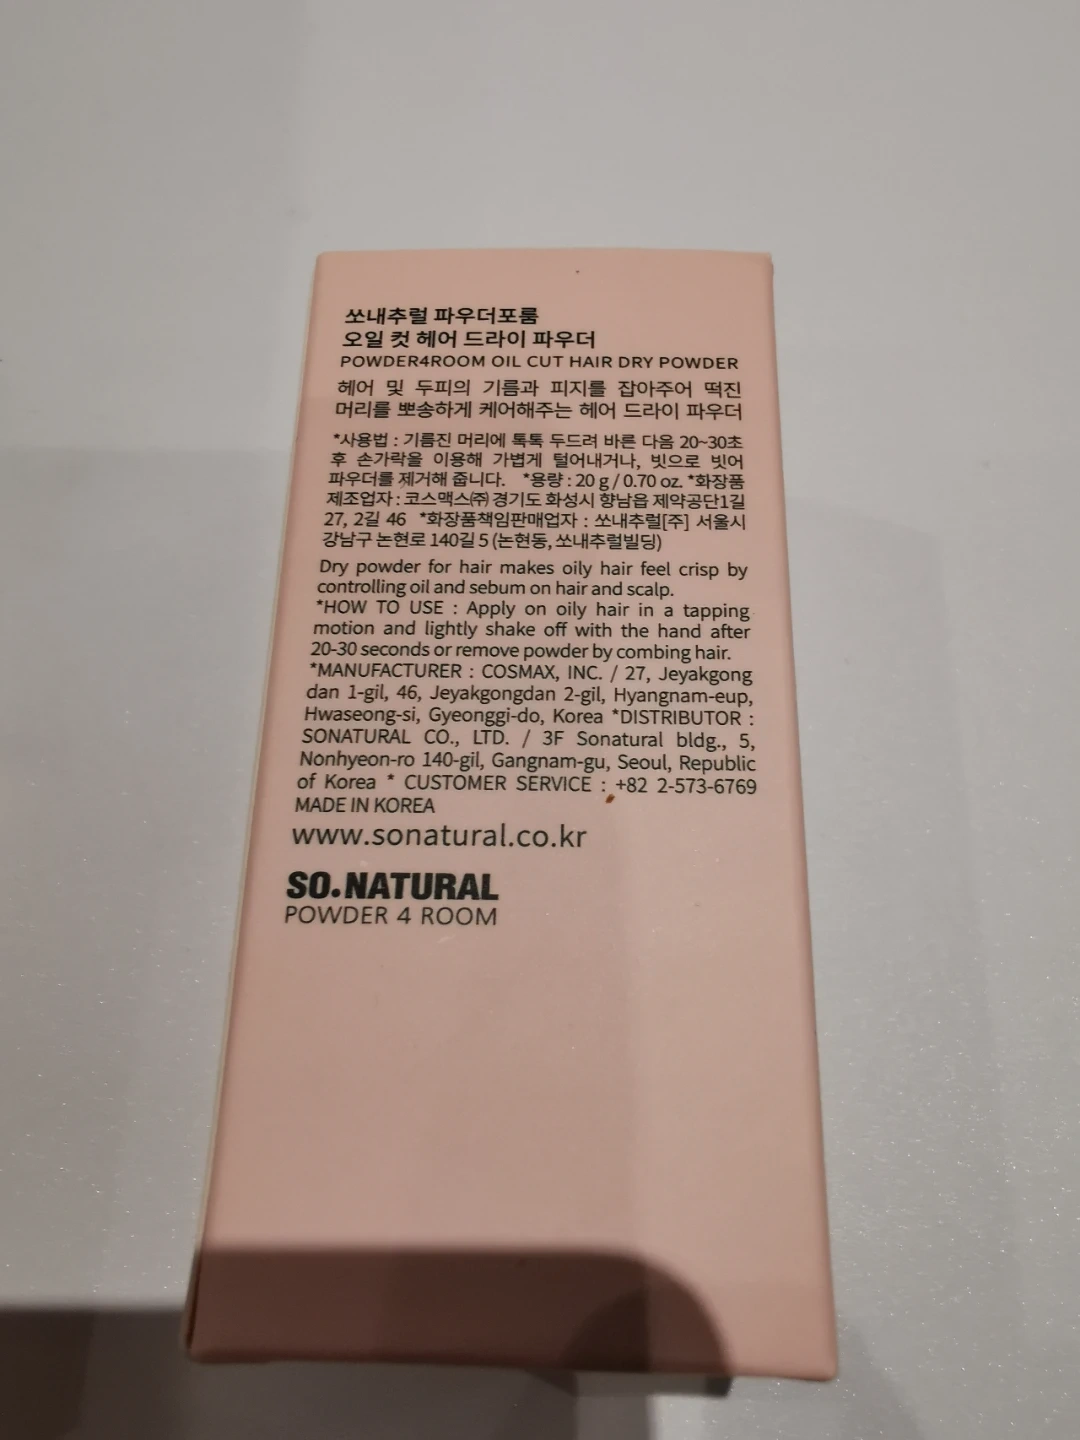 쏘내추럴 파우더포룸
오일 컷 헤어 드라이 파우더
POWDER4ROOM OIL CUT HAIR DRY POWDER
헤어 및 두피의 기름과 피지를 잡아주어 떡진
머리를 뽀송하게 케어해주는 헤어 드라이 파우더
*사용법 : 기름진 머리에 톡톡 두드려 바른 다음 20~30초
후 손가락을 이용해 가볍게 털어내거나, 빗으로 빗어
파우더를 제거해 줍니다. *용량 : 20 g / 0.70 oz. *화장품
제조업자 : 코스맥스㈜ 경기도 화성시 향남읍 제약공단1길
27, 2길 46 *화장품책임판매업자 : 쏘내추럴[주] 서울시
강남구 논현로 140길 5 (논현동, 쏘내추럴빌딩)
Dry powder for hair makes oily hair feel crisp by
controlling oil and sebum on hair and scalp.
*HOW TO USE : Apply on oily hair in a tapping
motion and lightly shake off with the hand after
20-30 seconds or remove powder by combing hair.
*MANUFACTURER : COSMAX, INC. / 27, Jeyakgong
dan 1-gil, 46, Jeyakgongdan 2-gil, Hyangnam-eup,
Hwaseong-si, Gyeonggi-do, Korea *DISTRIBUTOR :
SONATURAL CO., LTD. / 3F Sonatural bldg., 5,
Nonhyeon-ro 140-gil, Gangnam-gu, Seoul, Republic
of Korea * CUSTOMER SERVICE : +82 2-573-6769
MADE IN KOREA
www.sonatural.co.kr
SO.NATURAL
POWDER 4 ROOM